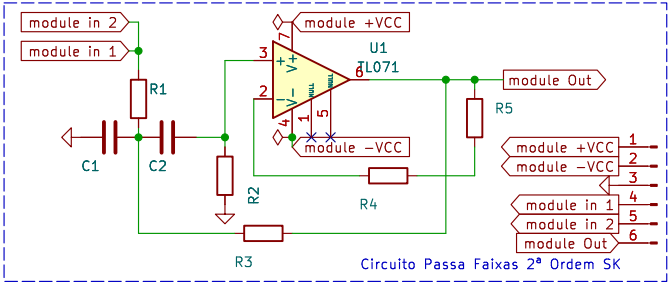 module in 2
module in 1
R1
C1
C2
R2
R3
module +VCC
7
3
+
V+
U1
TL071
NULL
NULL
6
2
-
V-
4
1
5
module -VCC
R4
R5
module Out
module +VCC 1
module -VCC 2
3
module in 1 4
module in 2 5
module Out 6
Circuito Passa Faixas 2ª Ordem SK